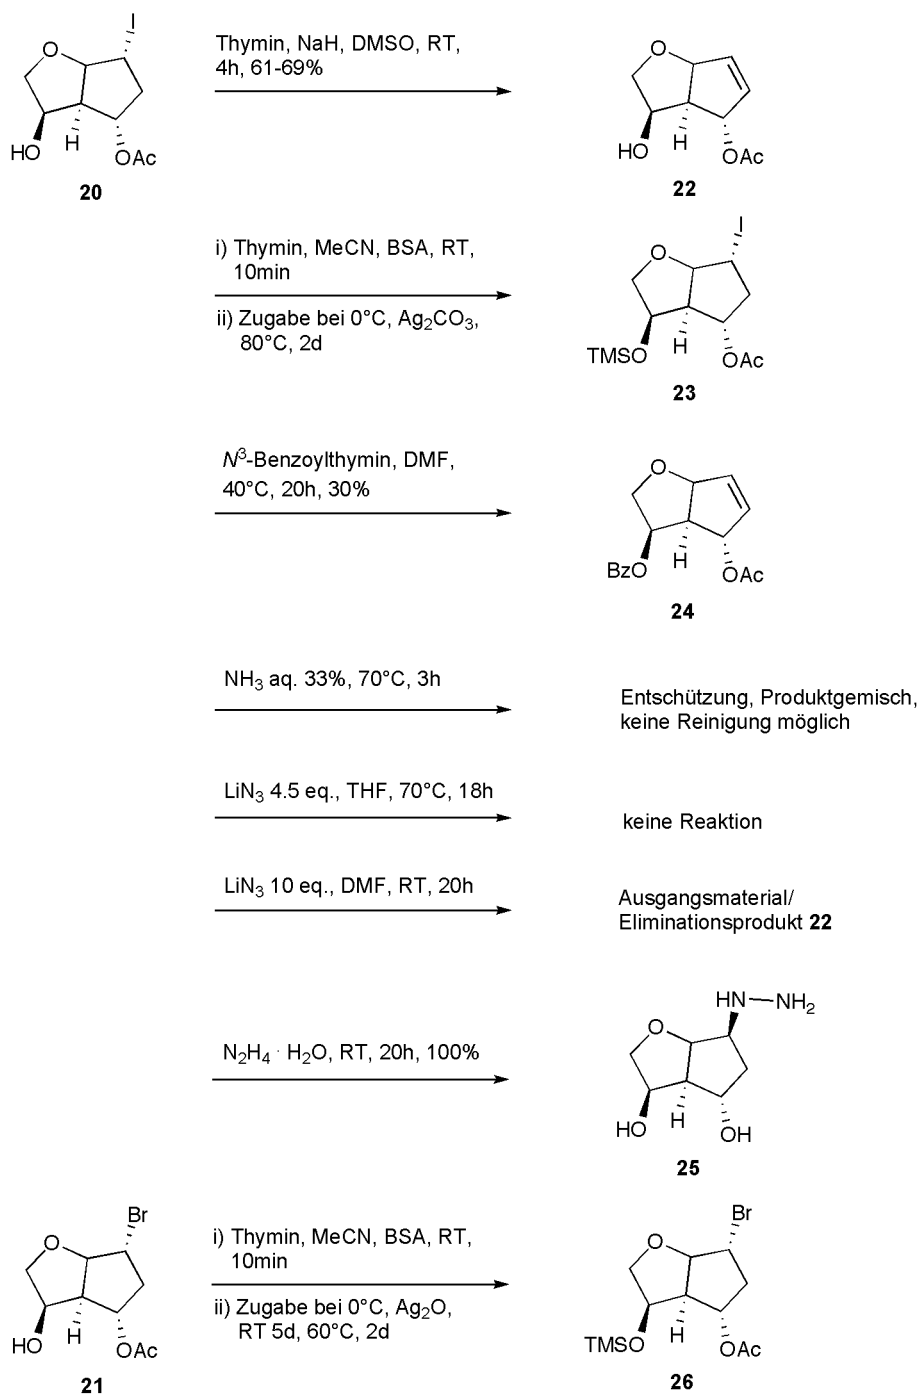 I
O
H
HO
OAc
20
Thymin, NaH, DMSO, RT,
4h, 61-69%
O
H
HO
OAc
22
i) Thymin, MeCN, BSA, RT,
10min
ii) Zugabe bei 0°C, Ag₂CO₃,
80°C, 2d
I
O
H
TMSO
OAc
23
N³-Benzoylthymin, DMF,
40°C, 20h, 30%
O
H
BzO
OAc
24
NH₃ aq. 33%, 70°C, 3h
Entschützung, Produktgemisch,
keine Reinigung möglich
LiN₃ 4.5 eq., THF, 70°C, 18h
keine Reaktion
LiN₃ 10 eq., DMF, RT, 20h
Ausgangsmaterial/
Eliminationsprodukt 22
N₂H₄ · H₂O, RT, 20h, 100%
HN NH₂
O
H
HO
OH
25
Br
O
H
HO
OAc
21
i) Thymin, MeCN, BSA, RT,
10min
ii) Zugabe bei 0°C, Ag₂O,
RT 5d, 60°C, 2d
Br
O
H
TMSO
OAc
26